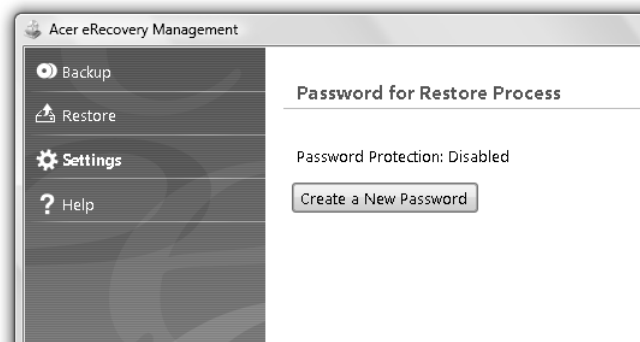 Acer eRecovery Management
Backup
Restore
Settings
Help
Password for Restore Process
Password Protection: Disabled
Create a New Password